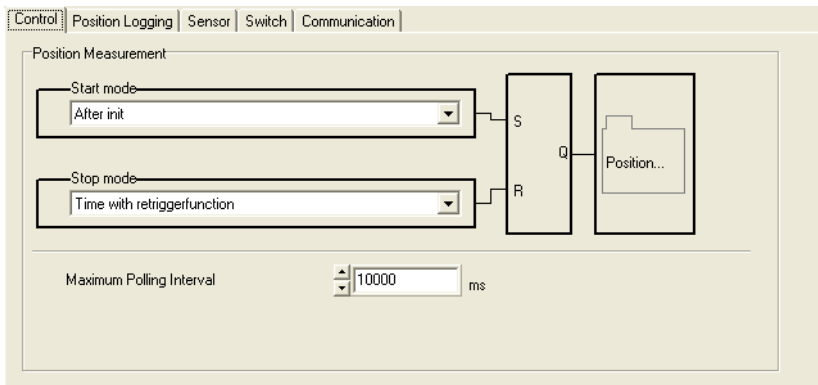 Control Position Logging Sensor Switch Communication
Position Measurement
Start mode
After init
S
Q
Position...
Stop mode
Time with retriggerfunction
R
Maximum Polling Interval 10000 ms